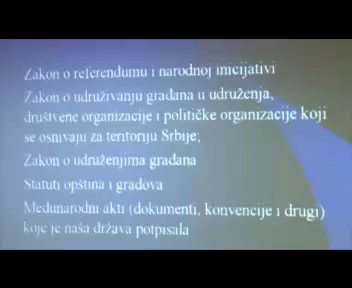 Zakon o referendumu i narodnoj inicijativi
Zakon o udruživanju građana u udruženja,
društvene organizacije i političke organizacije koji
se osnivaju za teritoriju Srbije;
Zakon o udruženjima građana
Statuti opština i gradova
Međunarodni akti (dokumenti, konvencije i drugi)
koje je naša država potpisala